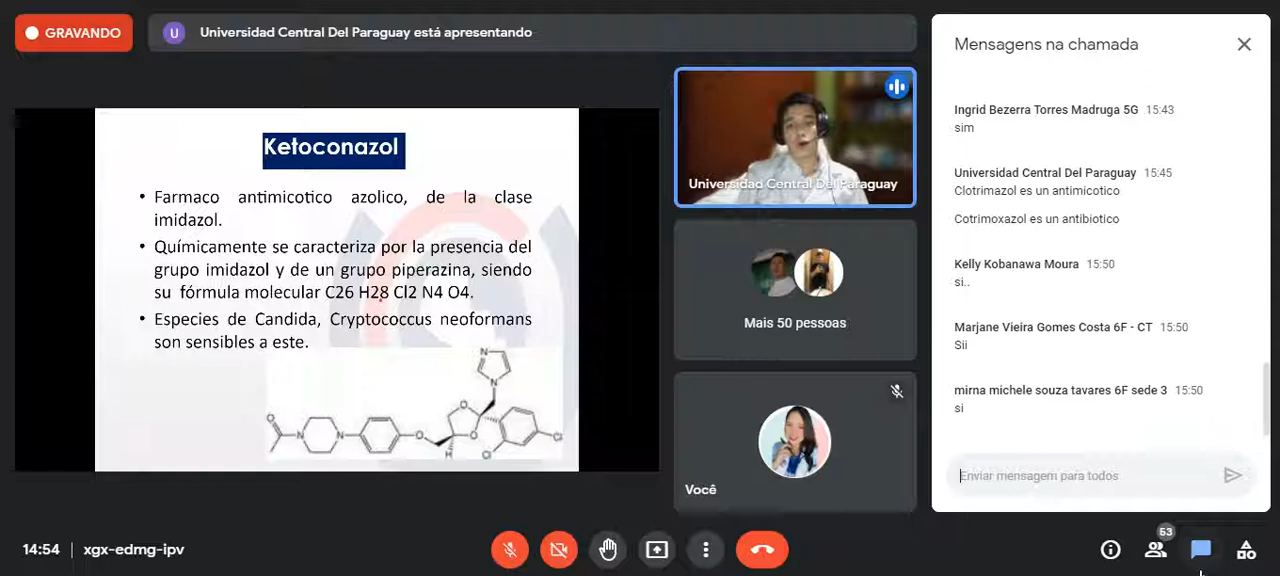 GRAVANDO
U
Universidad Central Del Paraguay está apresentando
Ketoconazol
• Farmaco antimicotico azolico, de la clase
imidazol.
• Químicamente se caracteriza por la presencia del
grupo imidazol y de un grupo piperazina, siendo
su fórmula molecular C26 H28 Cl2 N4 O4.
• Especies de Candida, Cryptococcus neoformans
son sensibles a este.
N
N
O
O
O
N
N
O
H
Cl
Cl
Universidad Central Del Paraguay
Mais 50 pessoas
Você
Mensagens na chamada
Ingrid Bezerra Torres Madruga 5G 15:43
sim
Universidad Central Del Paraguay 15:45
Clotrimazol es un antimicotico
Cotrimoxazol es un antibiotico
Kelly Kobanawa Moura 15:50
si..
Marjane Vieira Gomes Costa 6F - CT 15:50
Sii
mirna michele souza tavares 6F sede 3 15:50
si
Enviar mensagem para todos
14:54 | xgx-edmg-ipv
53